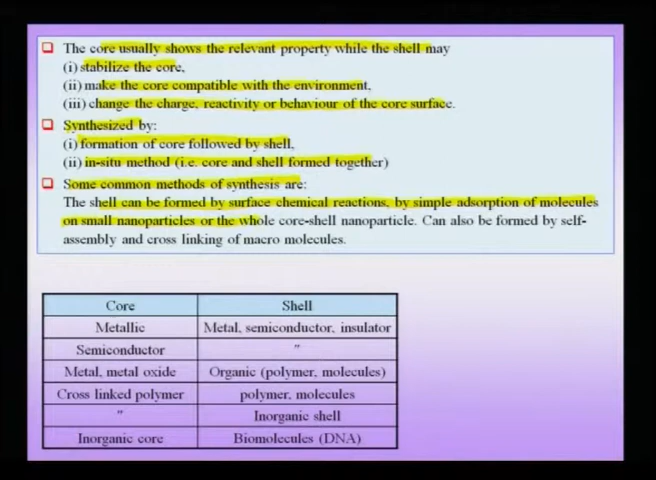 The core usually shows the relevant property while the shell may
(i) stabilize the core,
(ii) make the core compatible with the environment,
(iii) change the charge, reactivity or behaviour of the core surface.
Synthesized by:
(i) formation of core followed by shell,
(ii) in-situ method (i.e. core and shell formed together)
Some common methods of synthesis are:
The shell can be formed by surface chemical reactions, by simple adsorption of molecules
on small nanoparticles or the whole core-shell nanoparticle. Can also be formed by self-
assembly and cross linking of macro molecules.
Core Shell
Metallic Metal, semiconductor, insulator
Semiconductor "
Metal, metal oxide Organic (polymer, molecules)
Cross linked polymer polymer, molecules
" Inorganic shell
Inorganic core Biomolecules (DNA)